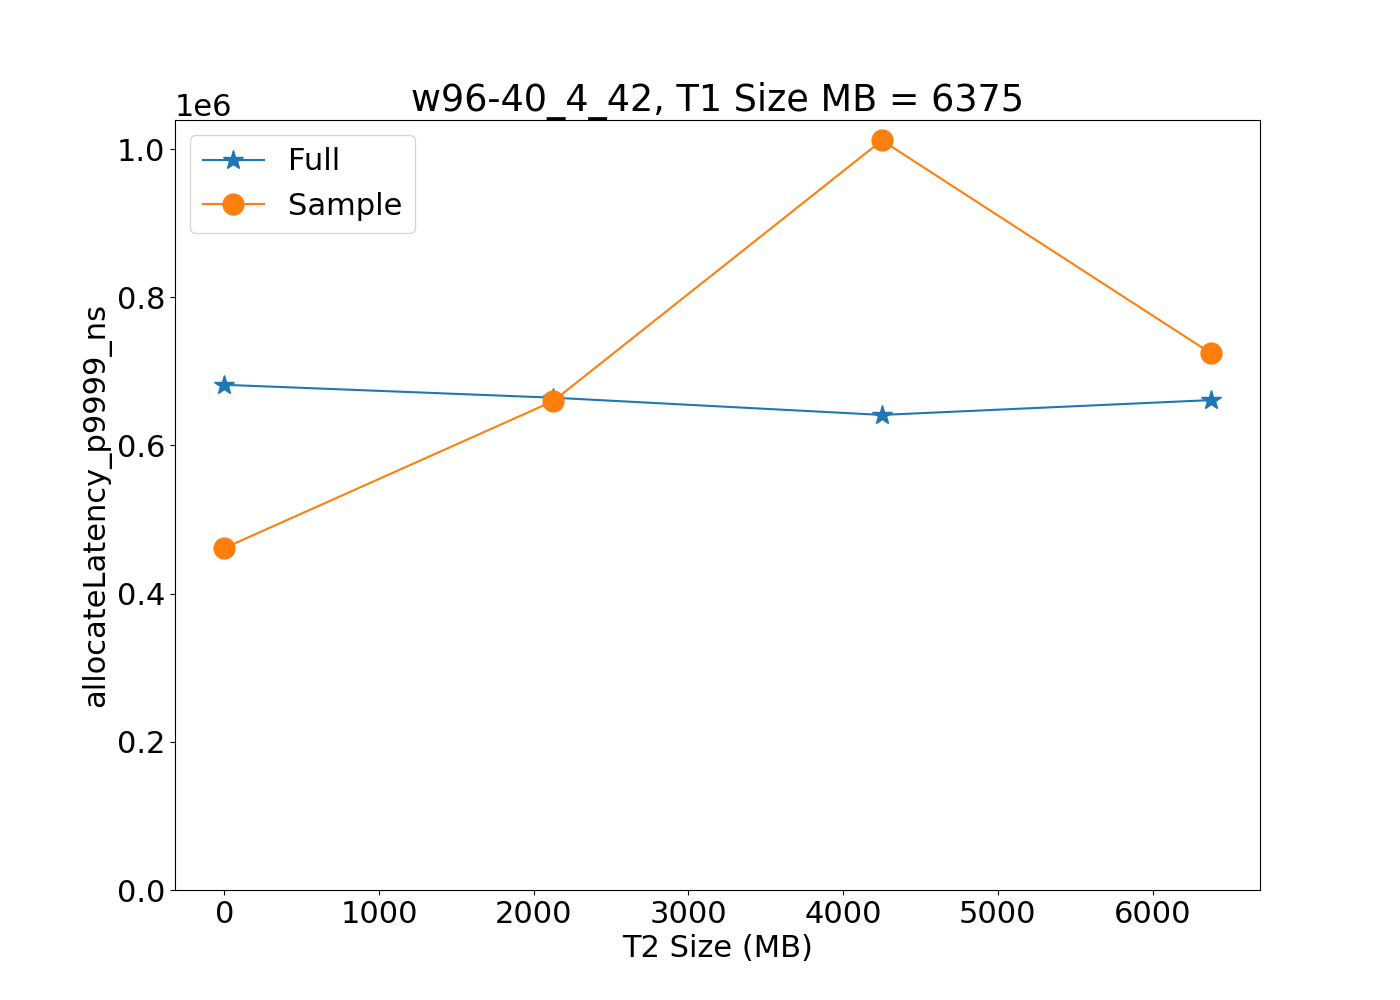 w96-40_4_42, T1 Size MB = 6375
1e6
Full
Sample
1.0
0.8
0.6
0.4
0.2
0.0
allocateLatency_p9999_ns
0 1000 2000 3000 4000 5000 6000
T2 Size (MB)